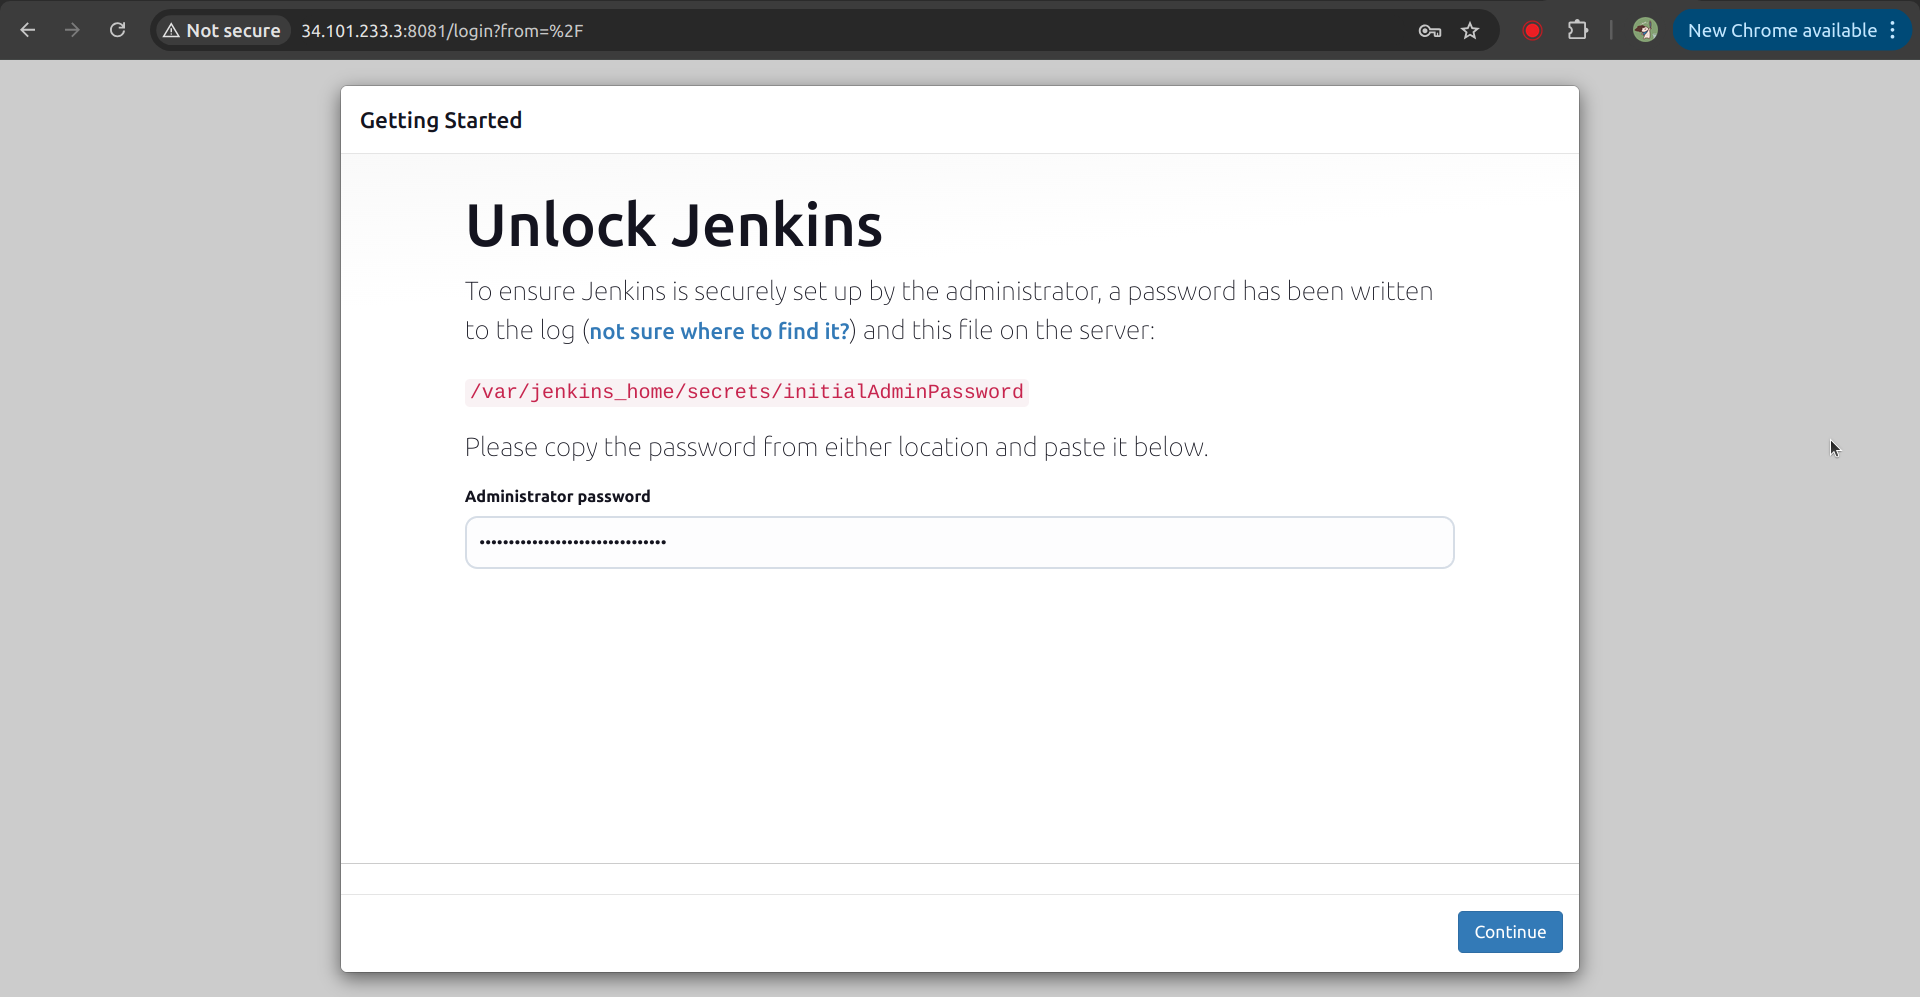 Not secure 34.101.233.3:8081/login?from=%2F
New Chrome available
Getting Started
Unlock Jenkins
To ensure Jenkins is securely set up by the administrator, a password has been written
to the log (not sure where to find it?) and this file on the server:
/var/jenkins_home/secrets/initialAdminPassword
Please copy the password from either location and paste it below.
Administrator password
••••••••••••••••••••••••••••••••
Continue